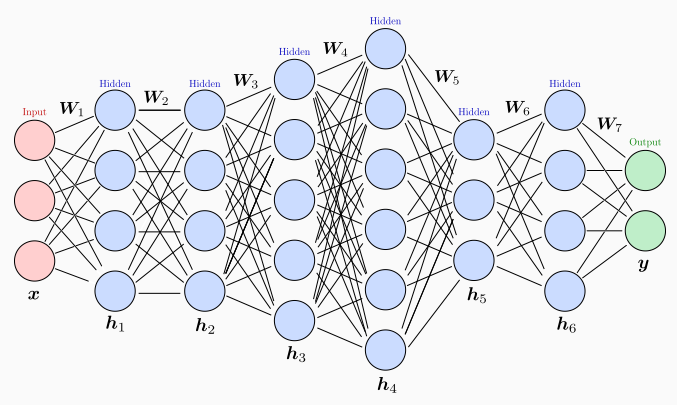 Hidden
W₄
Hidden
W₅
W₃
Hidden
Hidden
Hidden
W₂
W₁
W₆
Input
Hidden
W₇
Output
x
h₁
h₂
h₃
h₄
h₅
h₆
y